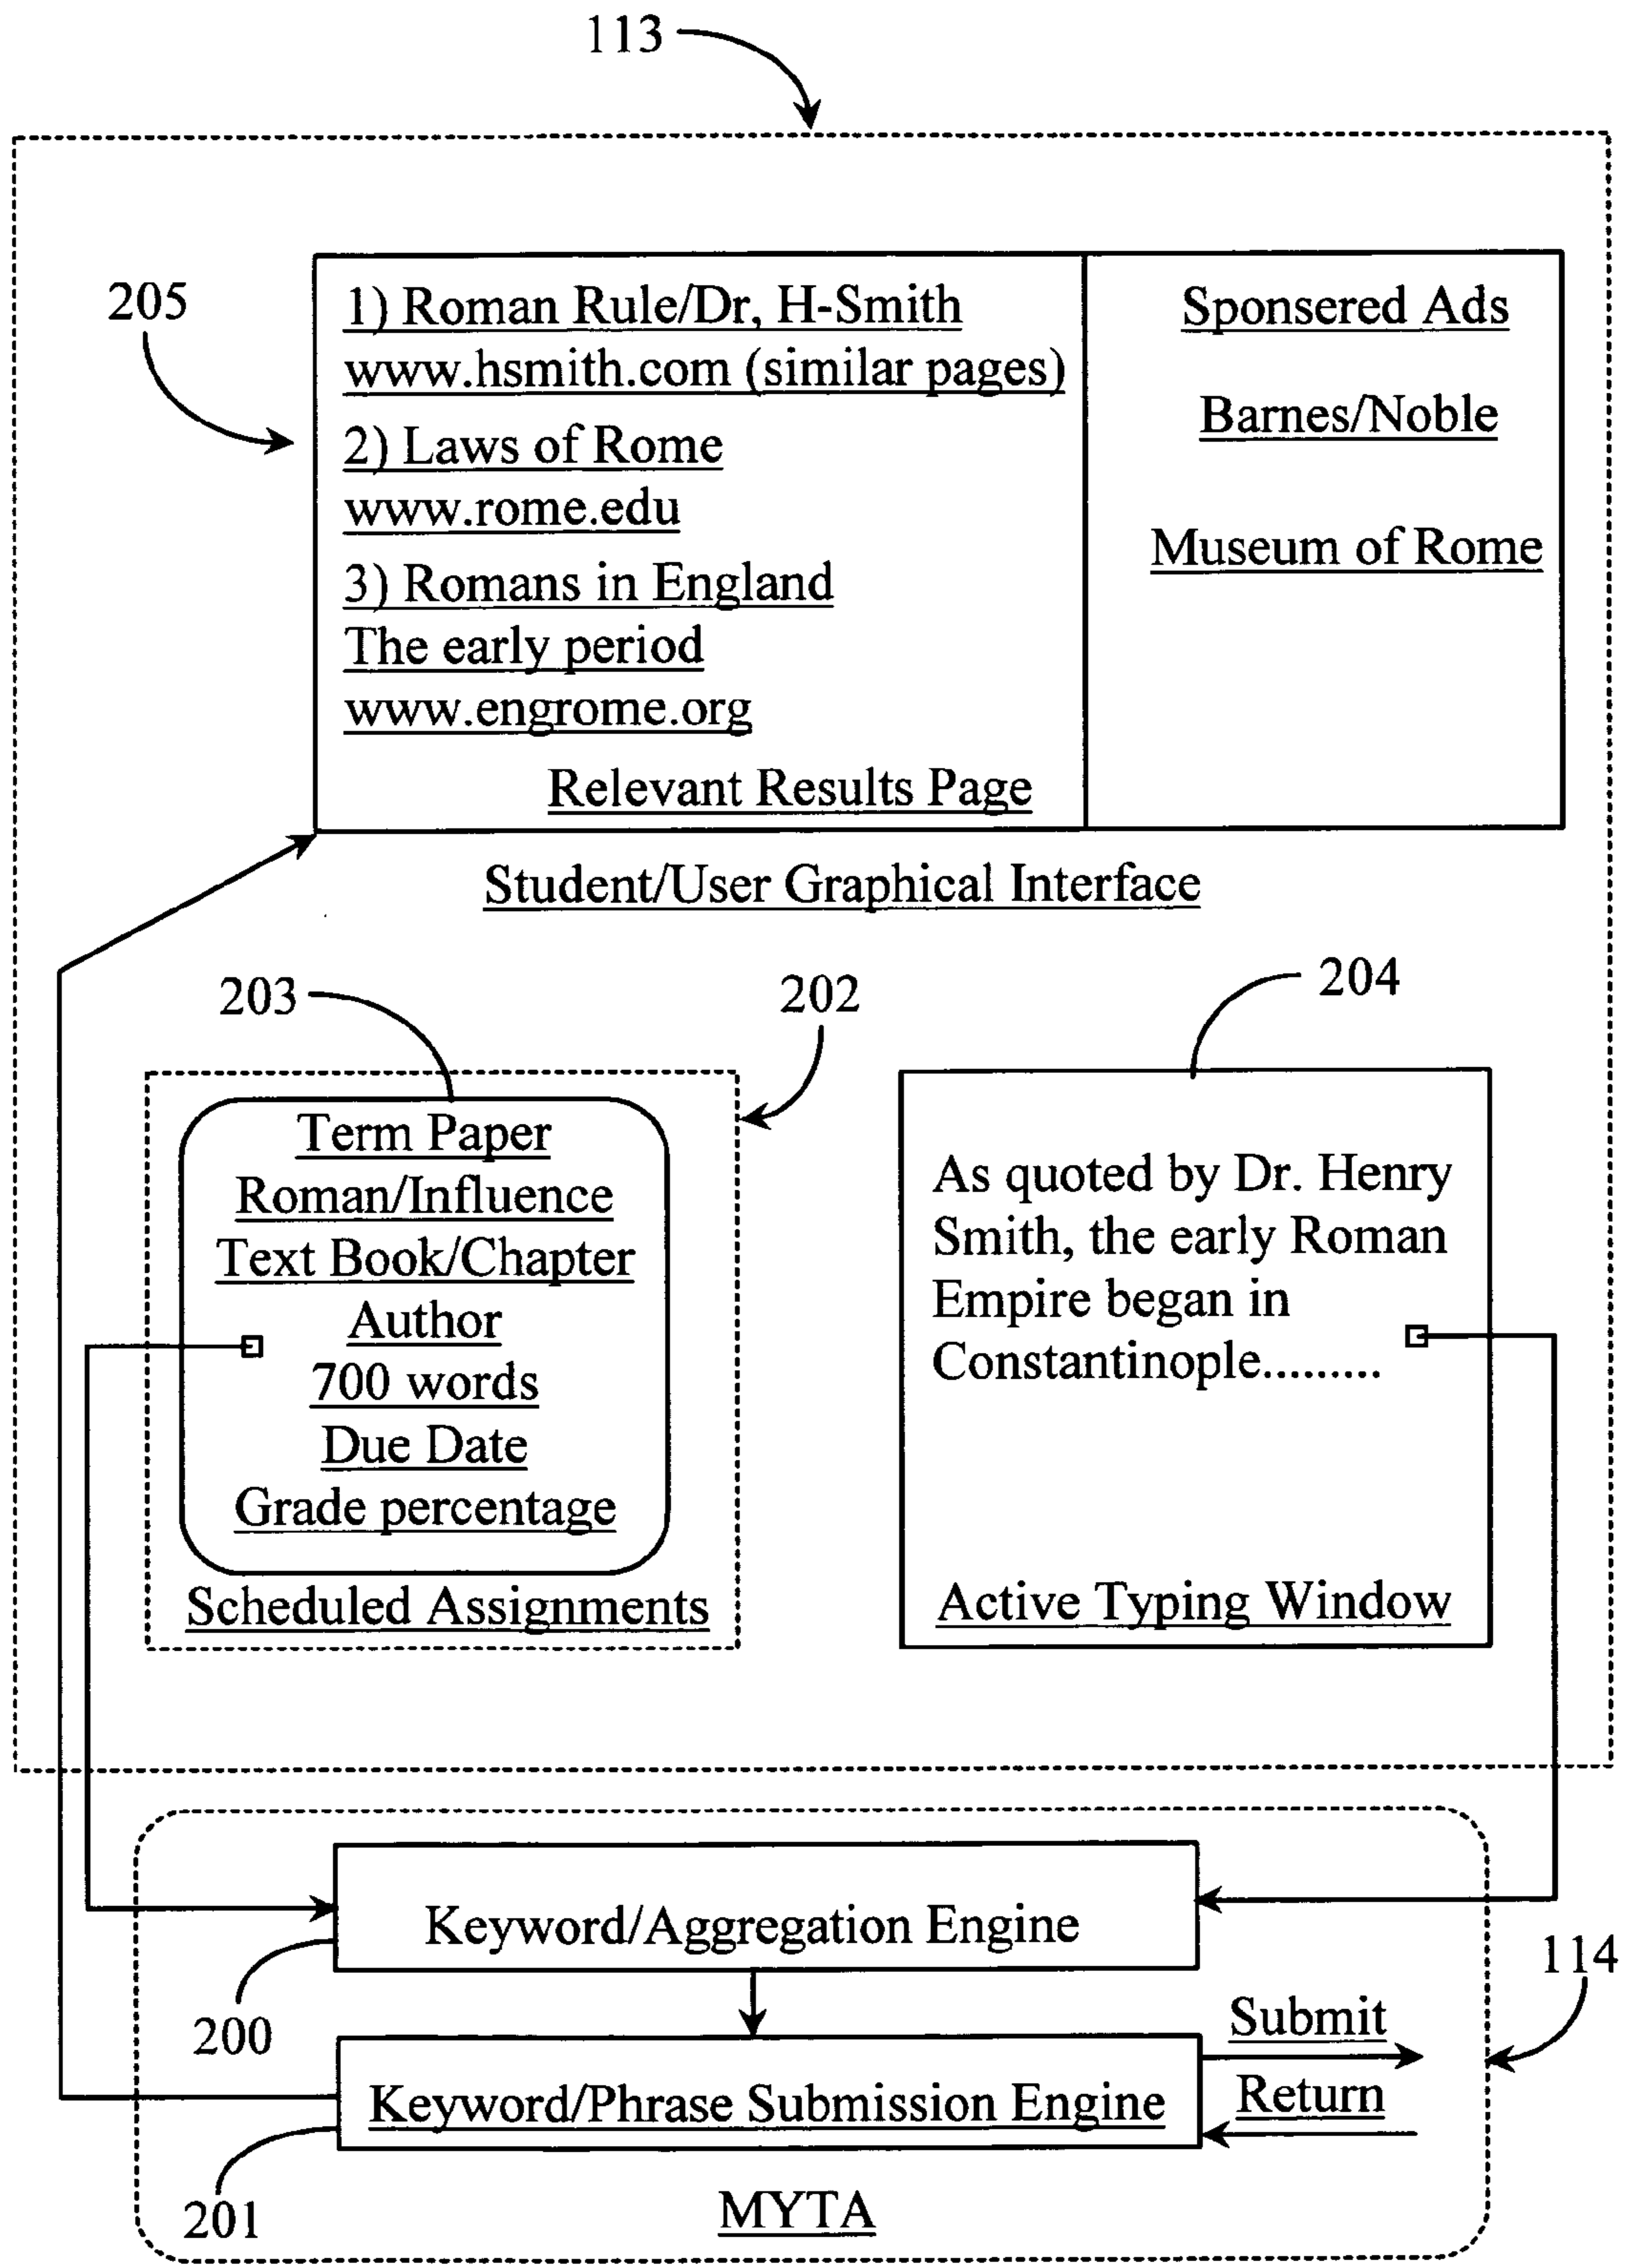 113
205
1) Roman Rule/Dr, H-Smith
www.hsmith.com (similar pages)
2) Laws of Rome
www.rome.edu
3) Romans in England
The early period
www.engrome.org
Relevant Results Page
Sponsered Ads
Barnes/Noble
Museum of Rome
Student/User Graphical Interface
203
202
204
Term Paper
Roman/Influence
Text Book/Chapter
Author
700 words
Due Date
Grade percentage
Scheduled Assignments
As quoted by Dr. Henry
Smith, the early Roman
Empire began in
Constantinople.........
Active Typing Window
Keyword/Aggregation Engine
200
114
Submit
Keyword/Phrase Submission Engine
Return
201
MYTA